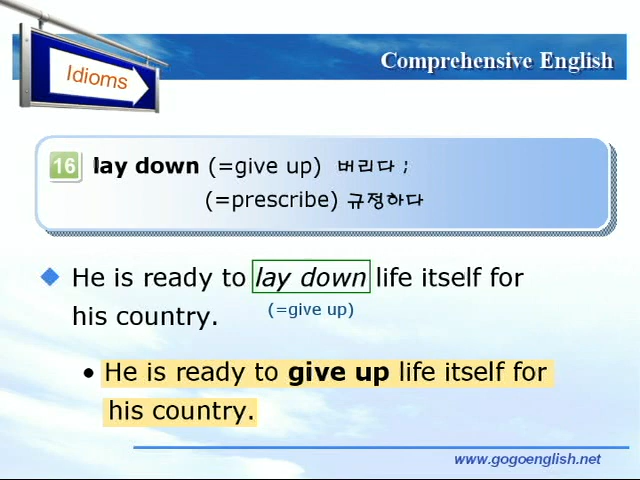 Idioms
Comprehensive English
16 lay down (=give up) 버리다 ;
(=prescribe) 규정하다
He is ready to lay down life itself for
(=give up)
his country.
• He is ready to give up life itself for
his country.
www.gogoenglish.net